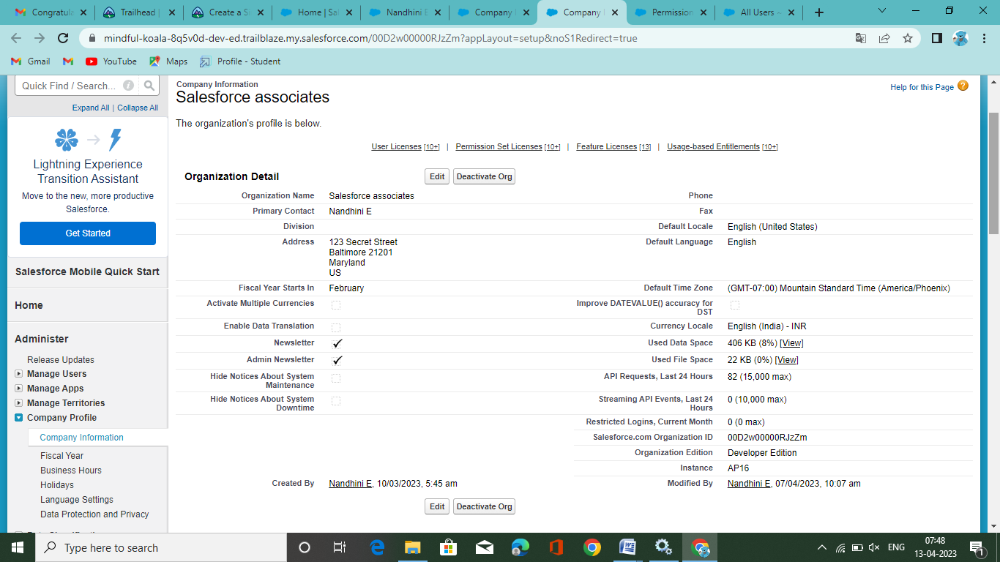 Congratul
Trailhead |
Create a S
Home | Sa
Nandhini E
Company
Company
Permission
All Users
mindful-koala-8q5v0d-dev-ed.trailblaze.my.salesforce.com/00D2w00000RJzZm?appLayout=setup&noS1Redirect=true
Gmail
YouTube
Maps
Profile - Student
Quick Find / Search...
Expand All | Collapse All
Lightning Experience
Transition Assistant
Move to the new, more productive
Salesforce.
Get Started
Salesforce Mobile Quick Start
Home
Administer
Release Updates
Manage Users
Manage Apps
Manage Territories
Company Profile
Company Information
Fiscal Year
Business Hours
Holidays
Language Settings
Data Protection and Privacy
Company Information
Salesforce associates
Help for this Page
The organization's profile is below.
User Licenses [10+] | Permission Set Licenses [10+] | Feature Licenses [13] | Usage-based Entitlements [10+]
Organization Detail
Edit
Deactivate Org
Organization Name Salesforce associates
Phone
Primary Contact Nandhini E
Fax
Division
Default Locale English (United States)
Address 123 Secret Street
Baltimore 21201
Maryland
US
Default Language English
Fiscal Year Starts In February
Default Time Zone (GMT-07:00) Mountain Standard Time (America/Phoenix)
Activate Multiple Currencies
Improve DATEVALUE() accuracy for
DST
Enable Data Translation
Currency Locale English (India) - INR
Newsletter
Used Data Space 406 KB (8%) [View]
Admin Newsletter
Used File Space 22 KB (0%) [View]
Hide Notices About System
Maintenance
API Requests, Last 24 Hours 82 (15,000 max)
Hide Notices About System
Downtime
Streaming API Events, Last 24
Hours
0 (10,000 max)
Restricted Logins, Current Month 0 (0 max)
Salesforce.com Organization ID 00D2w00000RJzZm
Organization Edition Developer Edition
Instance AP16
Created By Nandhini E, 10/03/2023, 5:45 am
Modified By Nandhini E, 07/04/2023, 10:07 am
Edit
Deactivate Org
Type here to search
ENG
07:48
13-04-2023
1